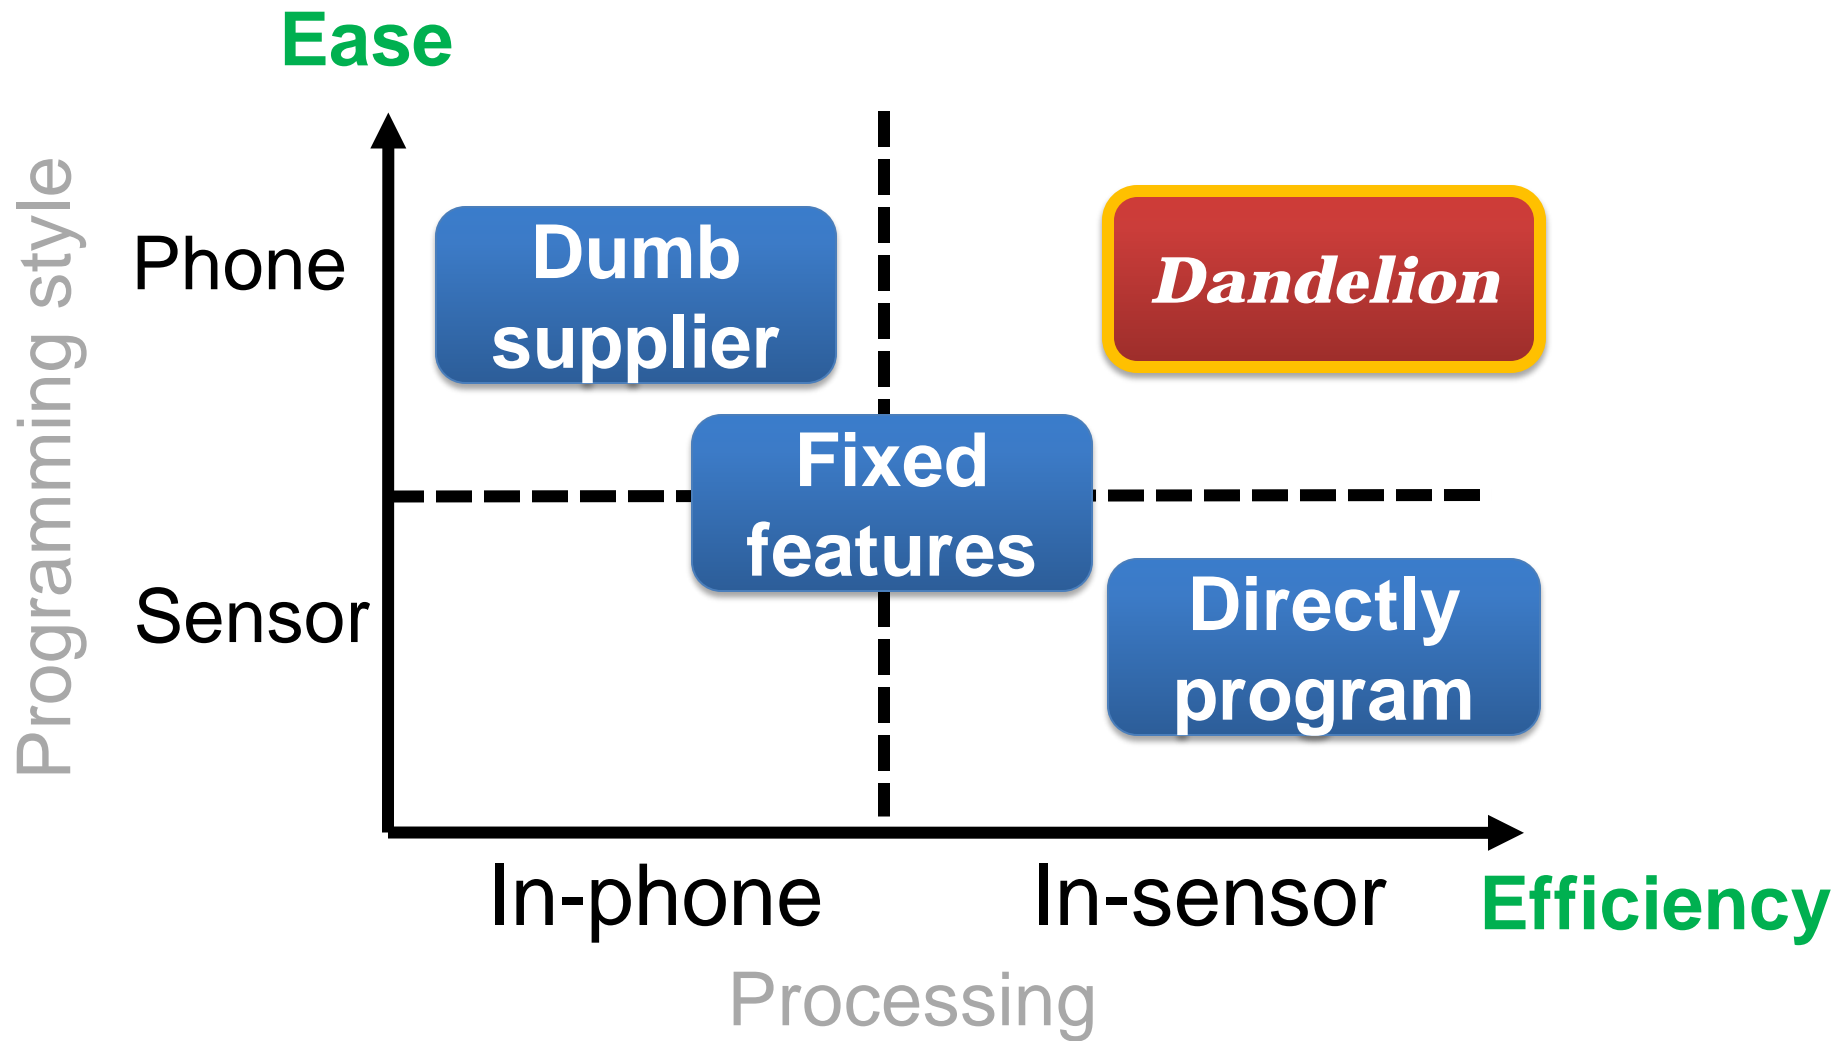 Ease
Programming style
Phone
Dumb
supplier
Dandelion
Fixed
features
Sensor
Directly
program
In-phone
In-sensor
Efficiency
Processing